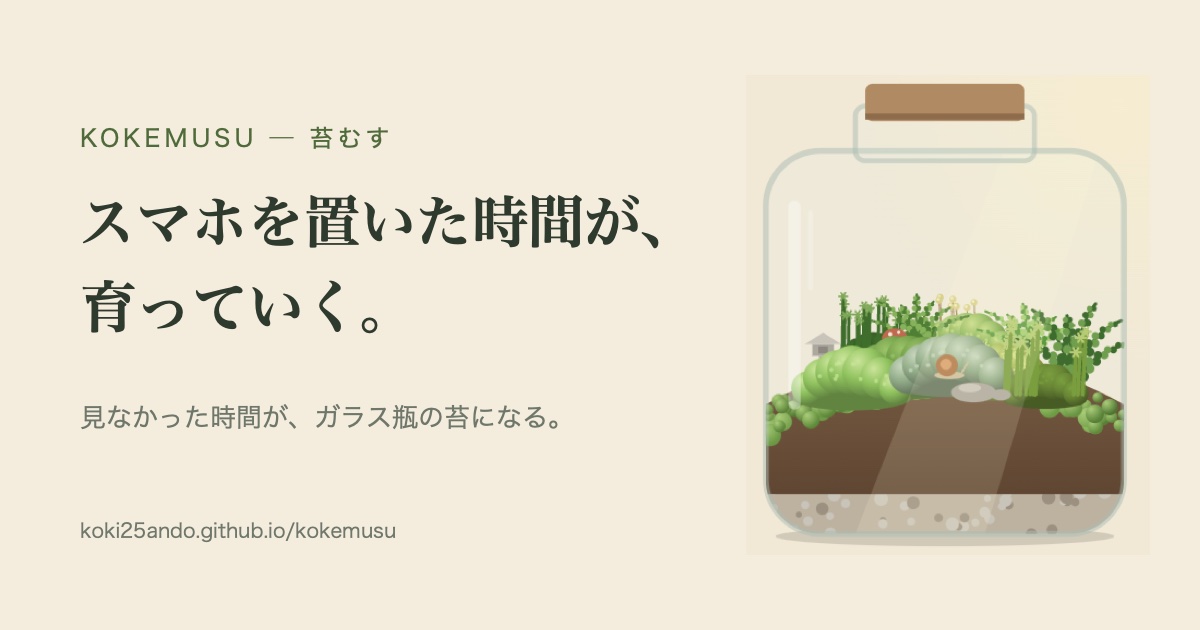 KOKEMUSU — 苔むす
スマホを置いた時間が、
育っていく。
見なかった時間が、ガラス瓶の苔になる。
koki25ando.github.io/kokemusu